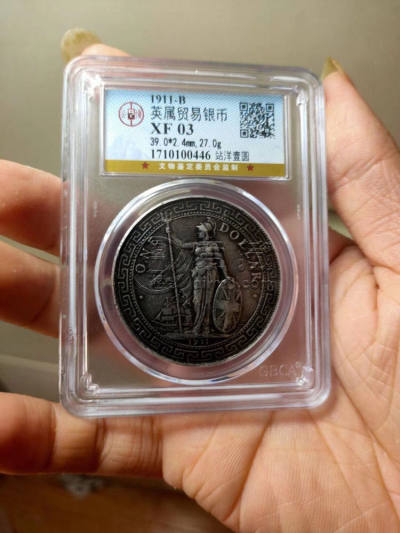 1911-B
英属贸易银币
XF 03
39.0*2.4mm,27.0g
1710100446 站洋壹圆
★ 文物鉴定委员会监制 ★
ONE DOLLAR
1911
GBCA